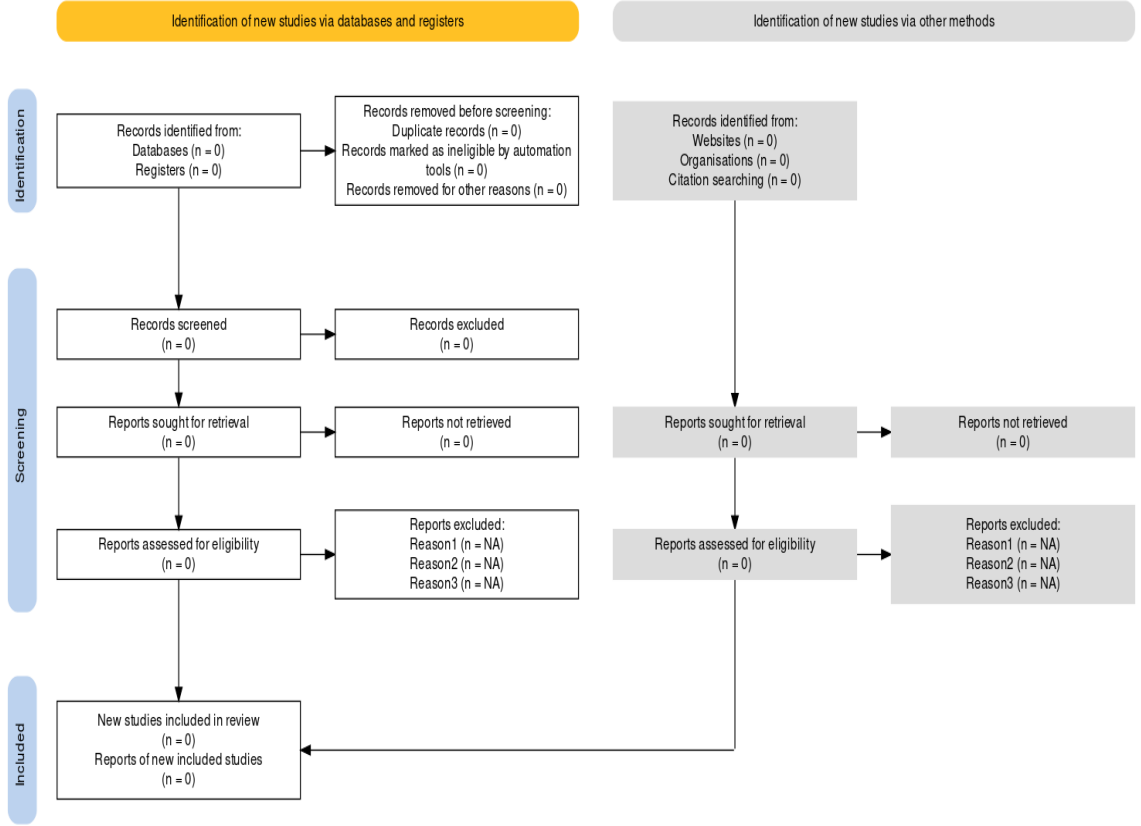 Identification of new studies via databases and registers
Identification of new studies via other methods
Identification
Records identified from:
Databases (n = 0)
Registers (n = 0)
Records removed before screening:
Duplicate records (n = 0)
Records marked as ineligible by automation
tools (n = 0)
Records removed for other reasons (n = 0)
Records identified from:
Websites (n = 0)
Organisations (n = 0)
Citation searching (n = 0)
Screening
Records screened
(n = 0)
Records excluded
(n = 0)
Reports sought for retrieval
(n = 0)
Reports not retrieved
(n = 0)
Reports sought for retrieval
(n = 0)
Reports not retrieved
(n = 0)
Reports assessed for eligibility
(n = 0)
Reports excluded:
Reason1 (n = NA)
Reason2 (n = NA)
Reason3 (n = NA)
Reports assessed for eligibility
(n = 0)
Reports excluded:
Reason1 (n = NA)
Reason2 (n = NA)
Reason3 (n = NA)
Included
New studies included in review
(n = 0)
Reports of new included studies
(n = 0)